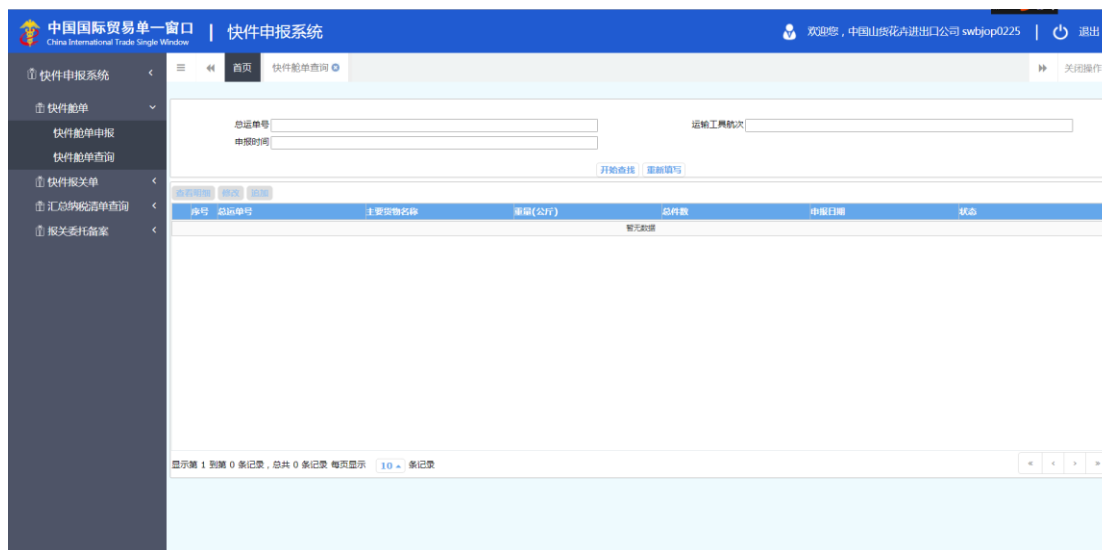 中国国际贸易单一窗口 | 快件申报系统
China International Trade Single Window
欢迎您，中国山货花卉进出口公司 swbjop0225 | 退出
快件申报系统
首页 快件舱单查询 关闭操作
快件舱单
快件舱单申报
快件舱单查询
快件报关单
汇总纳税清单查询
报关委托备案
总运单号 运输工具航次
申报时间
开始查找 重新填写
查看明细 修改 追加
序号 总运单号 主要货物名称 重量(公斤) 总件数 申报日期 状态
暂无数据
显示第 1 到第 0 条记录，总共 0 条记录 每页显示 10 条记录